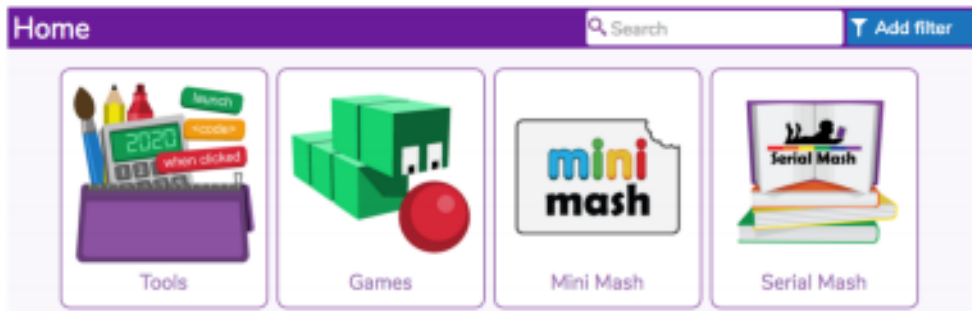 Home
Search
Add filter
launch
<code>
2020
when clicked
mini
mash
Serial Mash
Tools
Games
Mini Mash
Serial Mash